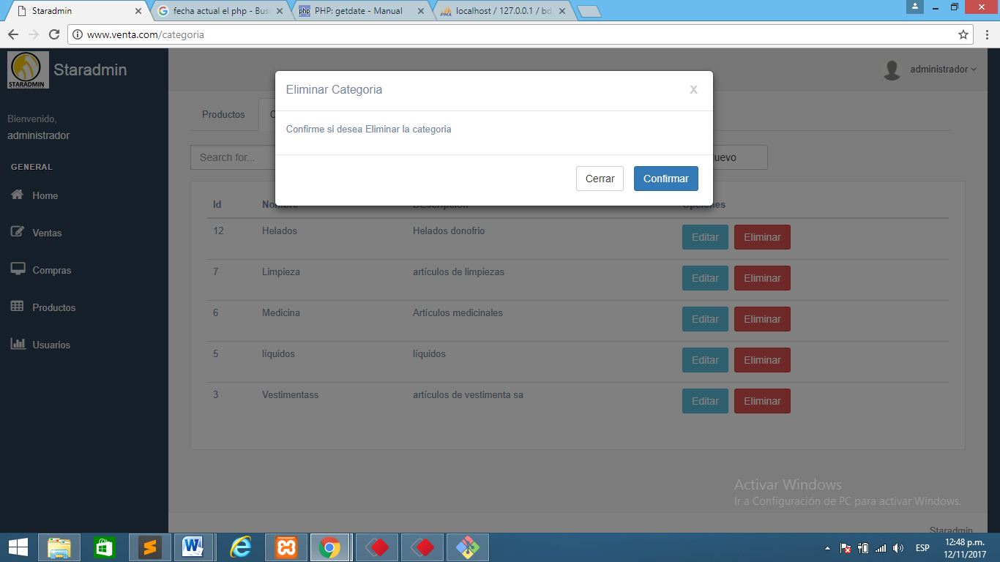 Staradmin
fecha actual el php - Bus
PHP: getdate - Manual
localhost / 127.0.0.1 / bd
www.venta.com/categoria
STARADMIN
Staradmin
administrador
Bienvenido,
administrador
GENERAL
Home
Ventas
Compras
Productos
Usuarios
Productos
Search for...
Eliminar Categoria
x
Confirme si desea Eliminar la categoria
Cerrar
Confirmar
Id
Nombre
DEscripcion
Opciones
12 Helados Helados donofrio Editar Eliminar
7 Limpieza artículos de limpiezas Editar Eliminar
6 Medicina Artículos medicinales Editar Eliminar
5 líquidos líquidos Editar Eliminar
3 Vestimentass artículos de vestimenta sa Editar Eliminar
Activar Windows
Ir a Configuración de PC para activar Windows.
Staradmin
ESP
12:48 p.m.
12/11/2017